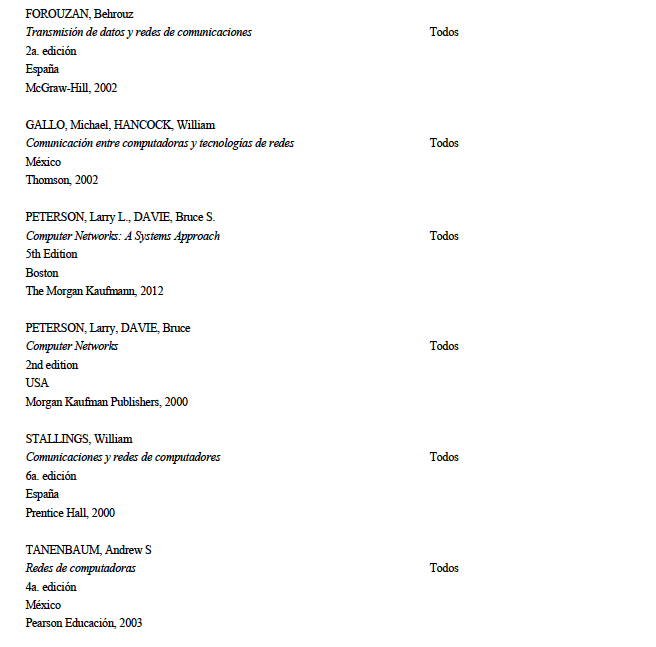 FOROUZAN, Behrouz
Transmisión de datos y redes de comunicaciones Todos
2a. edición
España
McGraw-Hill, 2002
GALLO, Michael, HANCOCK, William
Comunicación entre computadoras y tecnologías de redes Todos
México
Thomson, 2002
PETERSON, Larry L., DAVIE, Bruce S.
Computer Networks: A Systems Approach Todos
5th Edition
Boston
The Morgan Kaufmann, 2012
PETERSON, Larry, DAVIE, Bruce
Computer Networks Todos
2nd edition
USA
Morgan Kaufman Publishers, 2000
STALLINGS, William
Comunicaciones y redes de computadores Todos
6a. edición
España
Prentice Hall, 2000
TANENBAUM, Andrew S
Redes de computadoras Todos
4a. edición
México
Pearson Educación, 2003